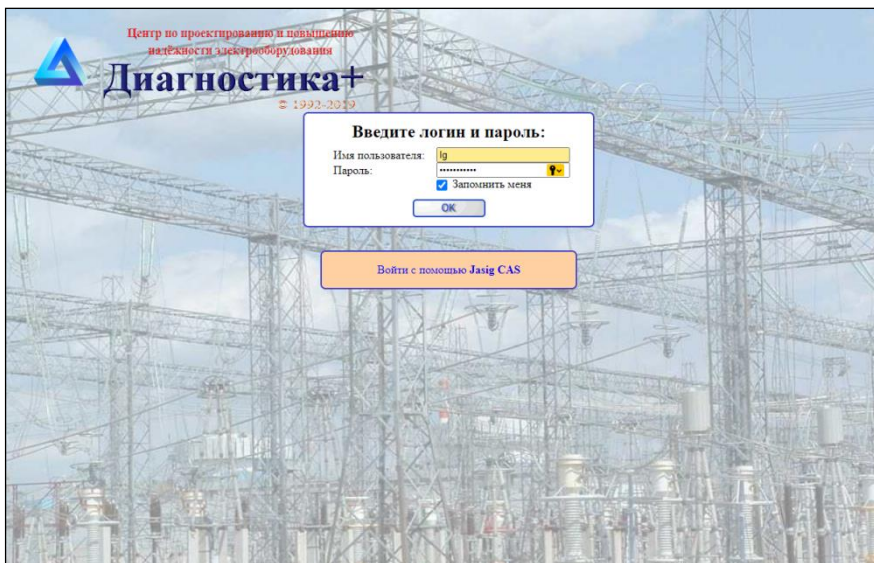 Центр по проектированию и повышению
надёжности электрооборудования
Диагностика+
© 1992-2019
Введите логин и пароль:
Имя пользователя: lg
Пароль: •••••••••••
Запомнить меня
OK
Войти с помощью Jasig CAS